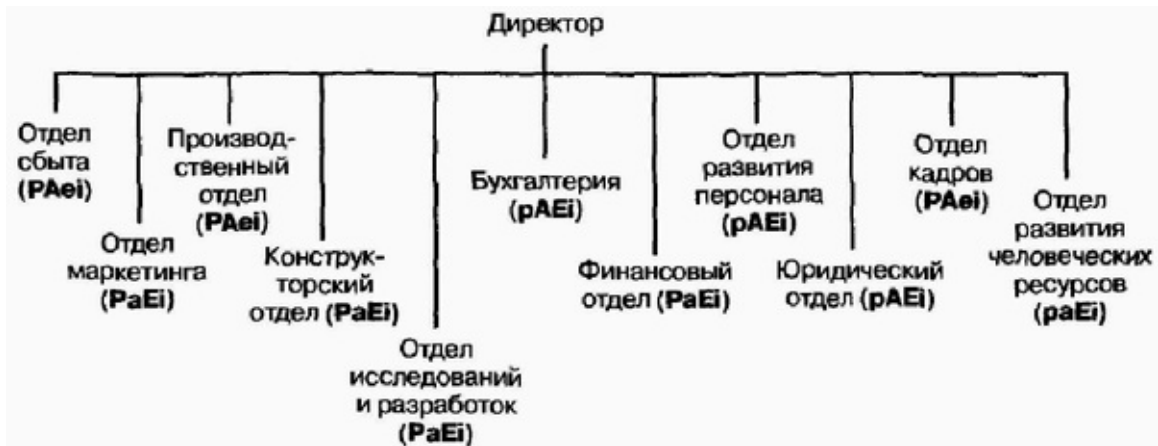 Директор
Отдел
сбыта
(PAei)
Отдел
маркетинга
(PaEi)
Производ-
ственный
отдел
(PAei)
Конструк-
торский
отдел (PaEi)
Отдел
исследований
и разработок
(PaEi)
Бухгалтерия
(pAEi)
Финансовый
отдел (PaEi)
Отдел
развития
персонала
(pAEi)
Юридический
отдел (pAEi)
Отдел
кадров
(PAei)
Отдел
развития
человеческих
ресурсов
(paEi)